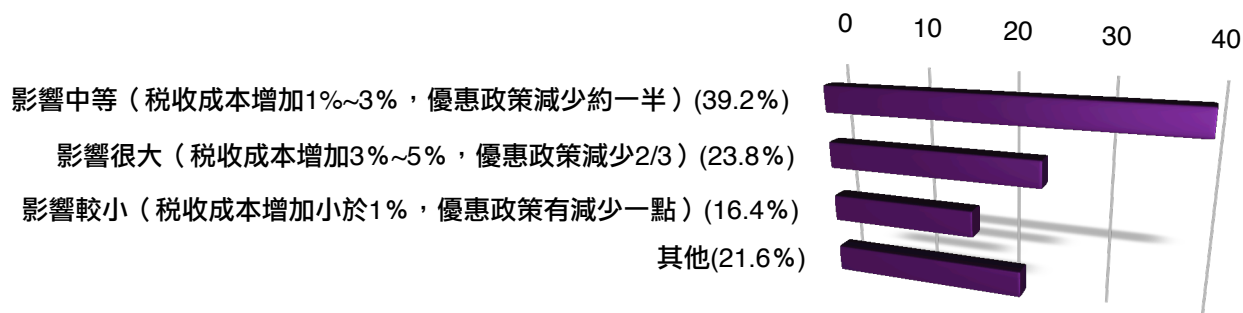 0 10 20 30 40
影響中等（税收成本增加1%~3%，優惠政策減少約一半）(39.2%)
影響很大（税收成本增加3%~5%，優惠政策減少2/3）(23.8%)
影響較小（税收成本增加小於1%，優惠政策有減少一點）(16.4%)
其他(21.6%)